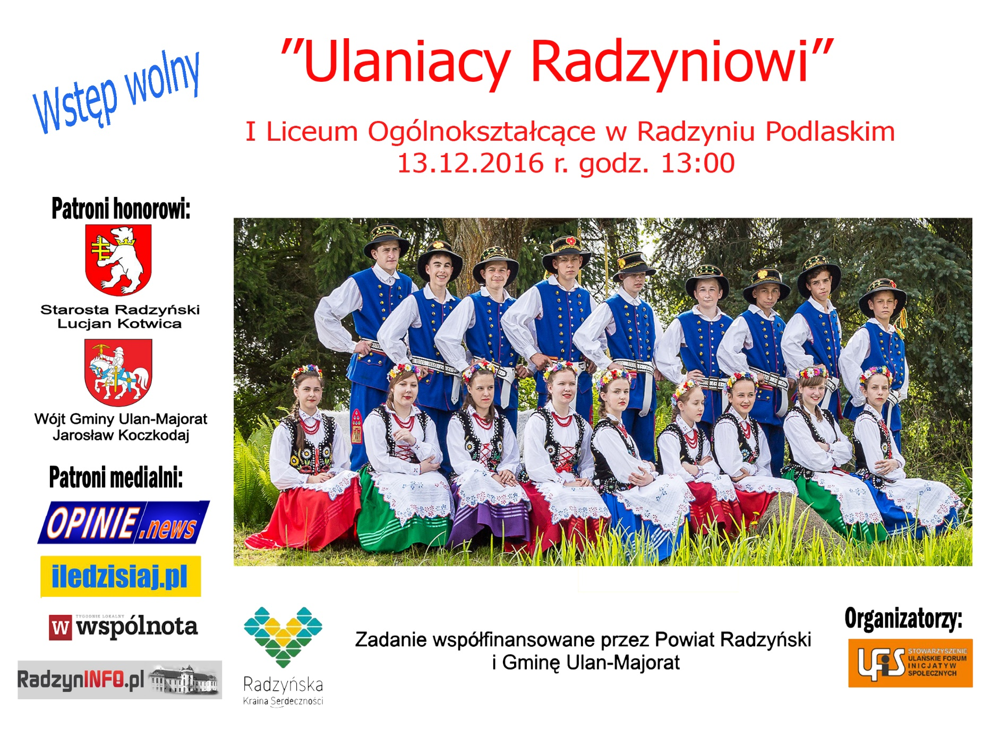 Wstęp wolny
"Ulaniacy Radzyniowi"
I Liceum Ogólnokształcące w Radzyniu Podlaskim
13.12.2016 r. godz. 13:00
Patroni honorowi:
Starosta Radzyński
Lucjan Kotwica
Wójt Gminy Ulan-Majorat
Jarosław Koczkodaj
Patroni medialni:
OPINIE.news
iledzisiaj.pl
TYGODNIK LOKALNY
w wspólnota
RadzynINFO.pl
Radzyńska
Kraina Serdeczności
Zadanie współfinansowane przez Powiat Radzyński
i Gminę Ulan-Majorat
Organizatorzy:
UFiS
STOWARZYSZENIE
ULAŃSKIE FORUM
INICJATYW
SPOŁECZNYCH